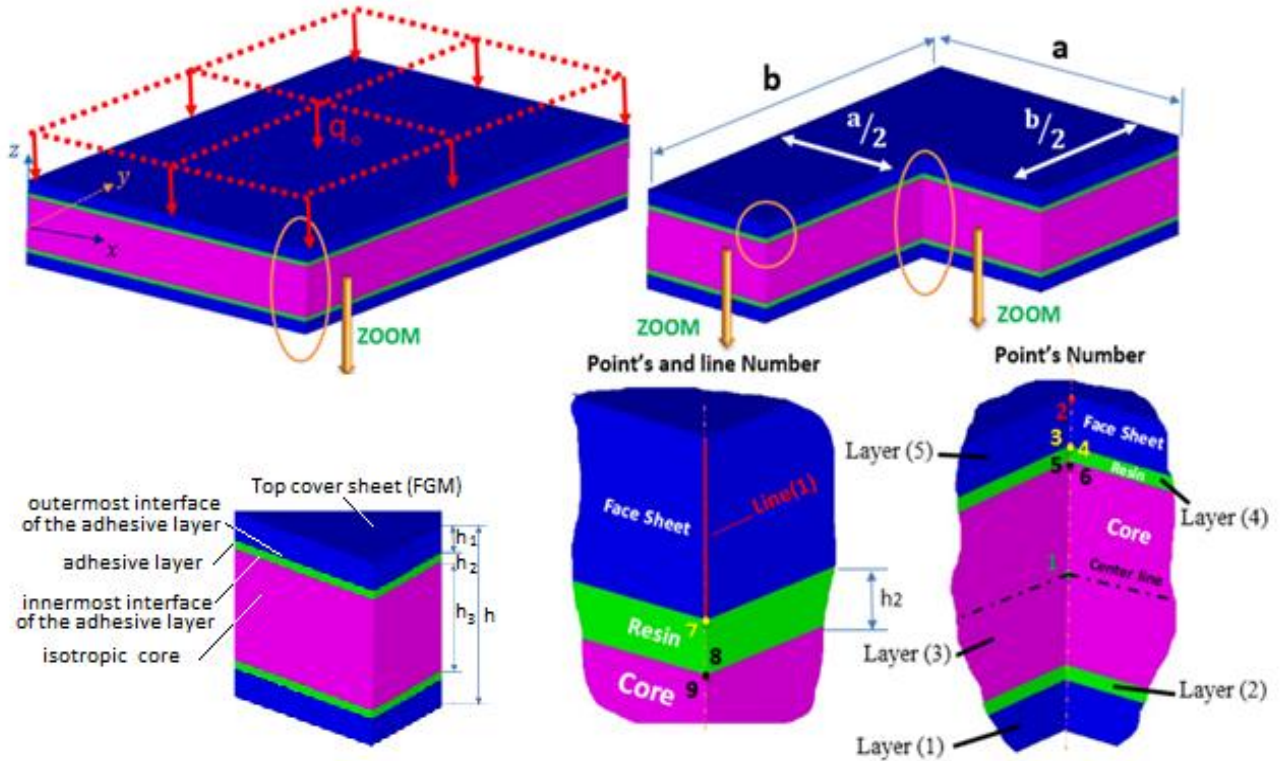 q₀
z
y
x
ZOOM
b
a
a/2
b/2
ZOOM
ZOOM
Top cover sheet (FGM)
outermost interface
of the adhesive layer
adhesive layer
innermost interface
of the adhesive layer
isotropic core
h₁
h₂
h₃
h
Point's and line Number
Face Sheet
Line(1)
Resin
7
8
9
Core
h2
Point's Number
2
Face Sheet
3
4
Layer (5)
5
6
Resin
Layer (4)
Core
1
Center line
Layer (3)
Layer (2)
Layer (1)